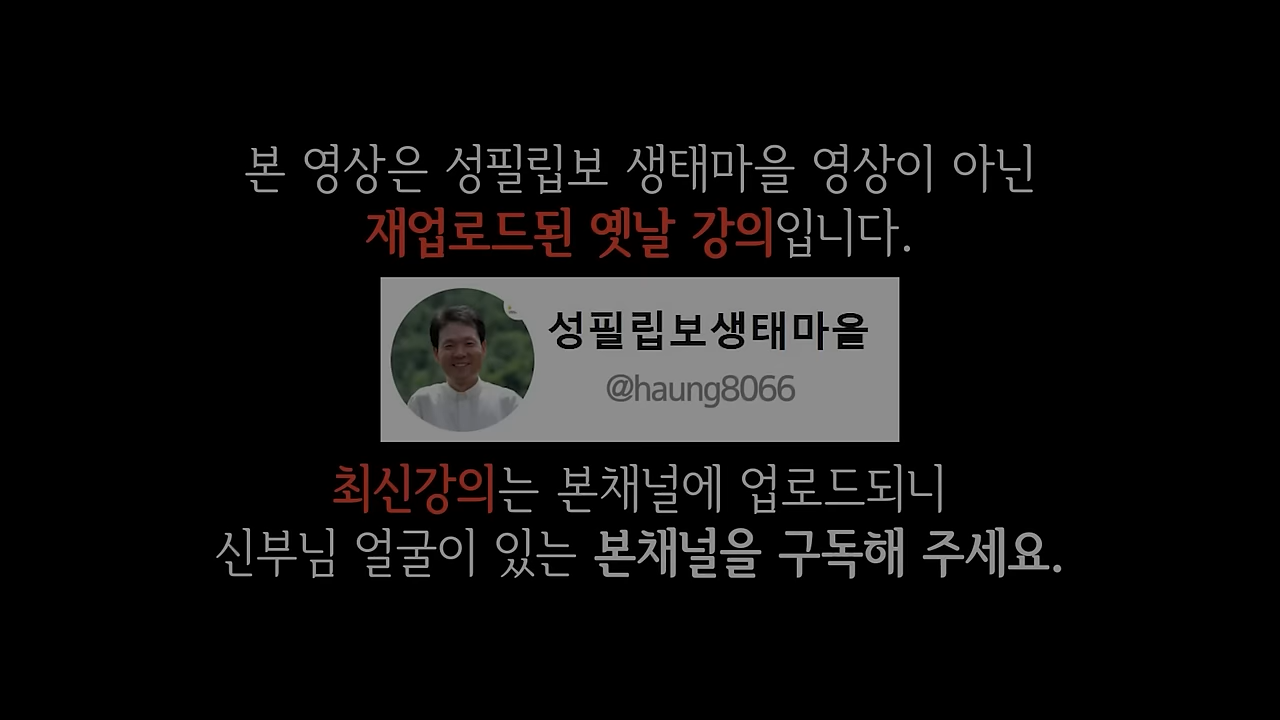 본 영상은 성필립보 생태마을 영상이 아닌
재업로드된 옛날 강의입니다.
성필립보생태마을
@haung8066
최신강의는 본채널에 업로드되니
신부님 얼굴이 있는 본채널을 구독해 주세요.